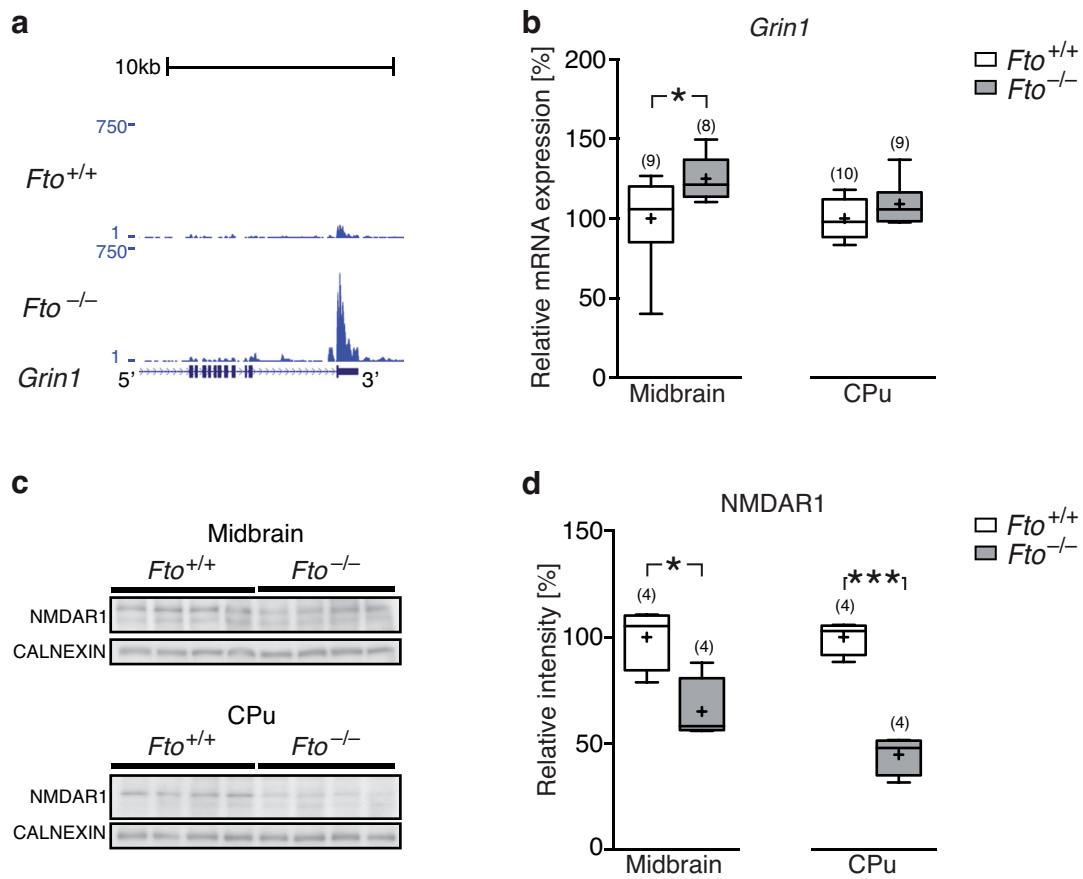 a
10kb
750
Fto+/+
1
750
Fto−/−
1
Grin1
5’
3’
b
Grin1
Fto+/+
Fto−/−
Relative mRNA expression [%]
200
150
100
50
0
*
(9)
(8)
(10)
(9)
Midbrain
CPu
c
Midbrain
Fto+/+ Fto−/−
NMDAR1
CALNEXIN
CPu
Fto+/+ Fto−/−
NMDAR1
CALNEXIN
d
NMDAR1
Fto+/+
Fto−/−
Relative intensity [%]
150
100
50
0
*
***
(4)
(4)
(4)
(4)
Midbrain
CPu